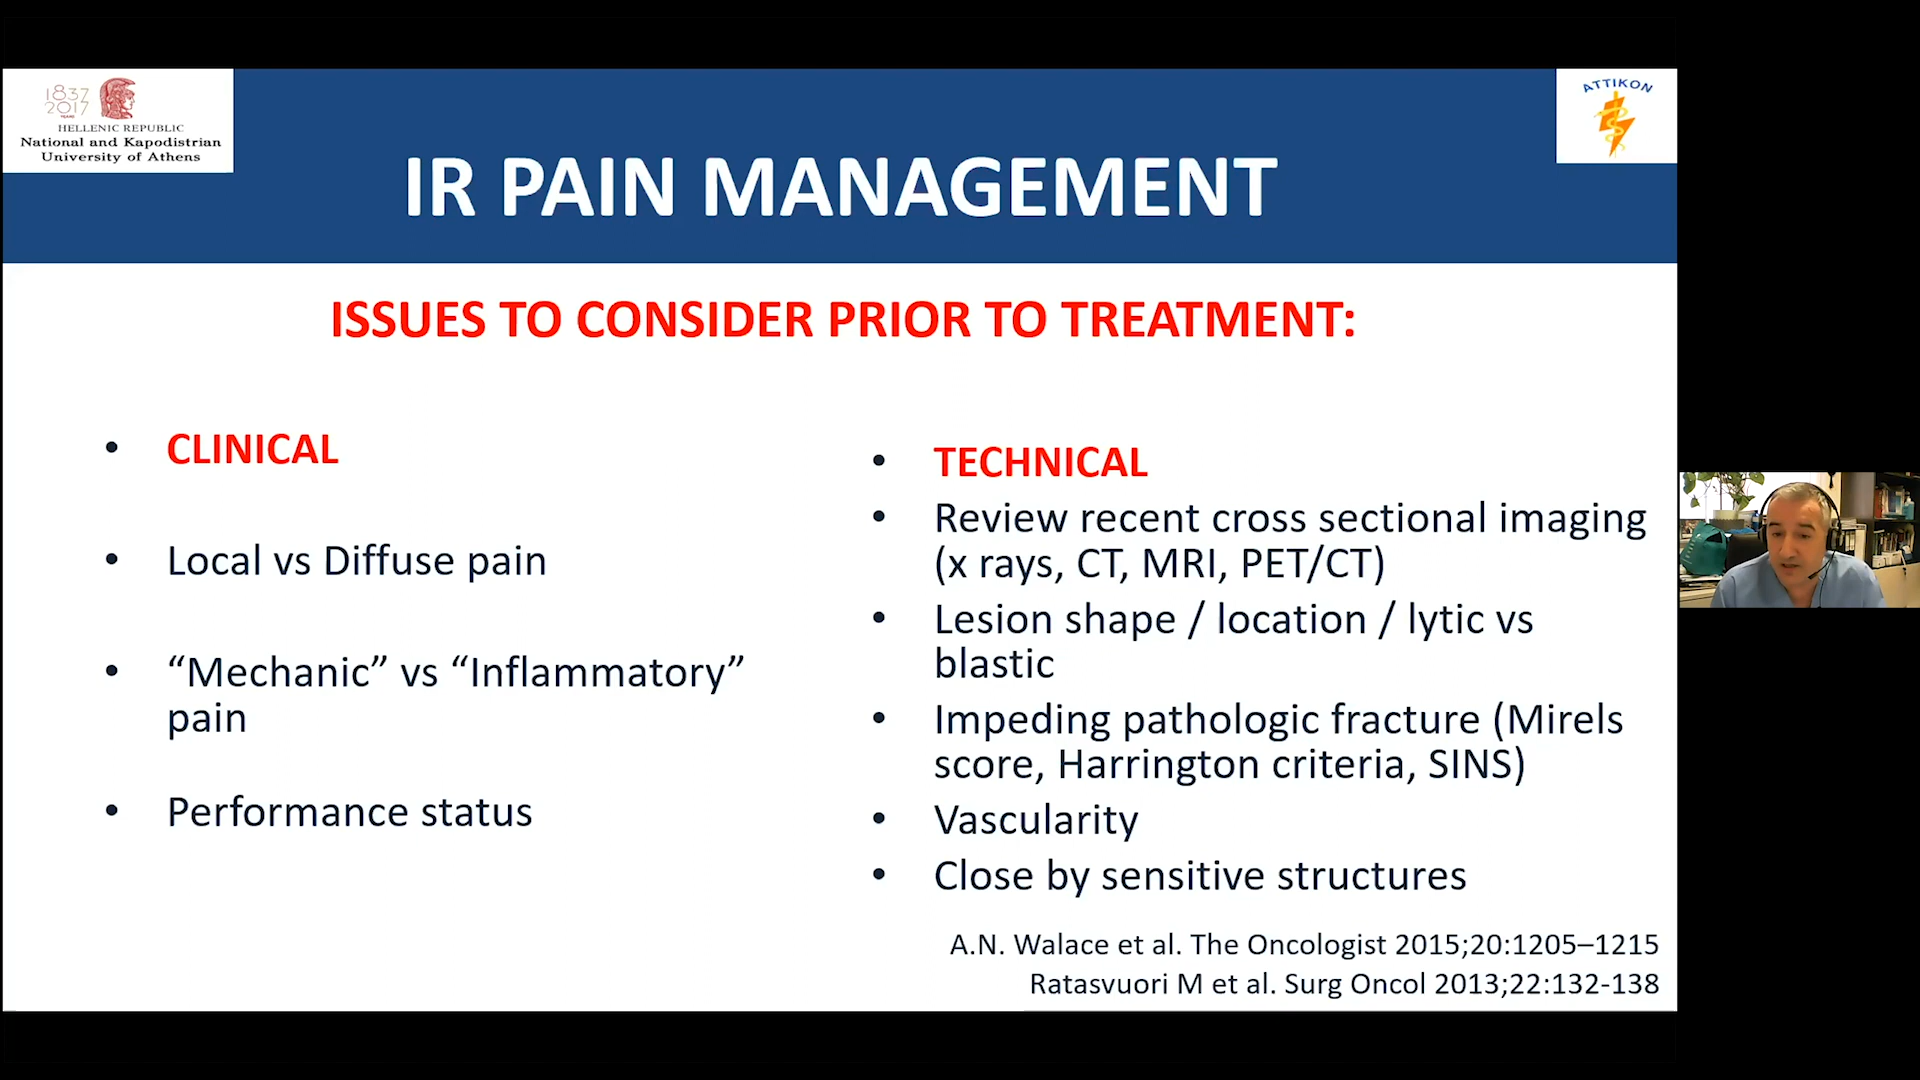 1837
2017
YEARS
HELLENIC REPUBLIC
National and Kapodistrian
University of Athens
ATTIKON
IR PAIN MANAGEMENT
ISSUES TO CONSIDER PRIOR TO TREATMENT:
• CLINICAL
• Local vs Diffuse pain
• “Mechanic” vs “Inflammatory”
pain
• Performance status
• TECHNICAL
• Review recent cross sectional imaging
(x rays, CT, MRI, PET/CT)
• Lesion shape / location / lytic vs
blastic
• Impeding pathologic fracture (Mirels
score, Harrington criteria, SINS)
• Vascularity
• Close by sensitive structures
A.N. Walace et al. The Oncologist 2015;20:1205–1215
Ratasvuori M et al. Surg Oncol 2013;22:132-138